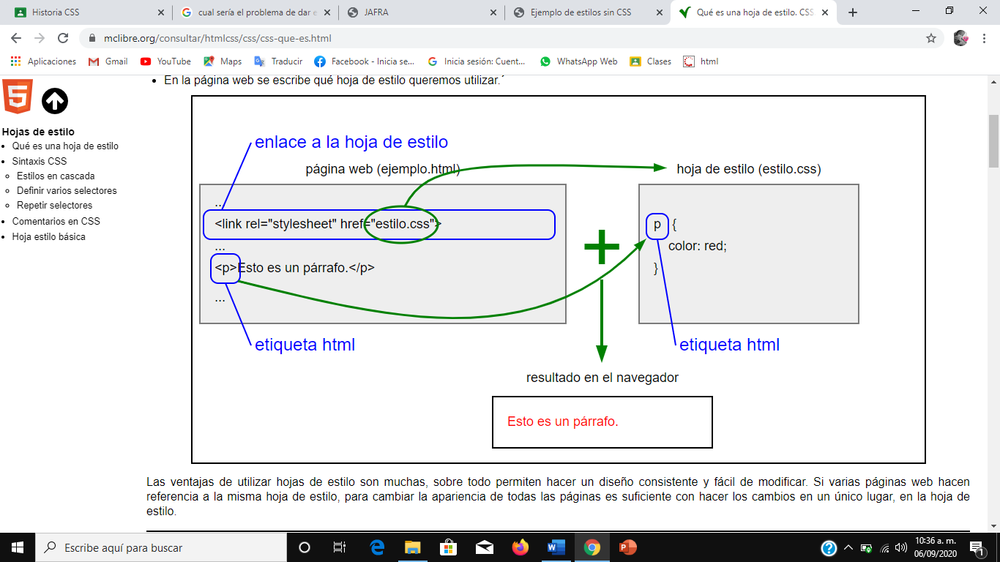 Historia CSS
cual sería el problema de dar e
JAFRA
Ejemplo de estilos sin CSS
Qué es una hoja de estilo. CSS.
mclibre.org/consultar/htmlcss/css/css-que-es.html
Aplicaciones
Gmail
YouTube
Maps
Traducir
Facebook - Inicia se...
Inicia sesión: Cuent...
WhatsApp Web
Clases
html
Hojas de estilo
Qué es una hoja de estilo
Sintaxis CSS
Estilos en cascada
Definir varios selectores
Repetir selectores
Comentarios en CSS
Hoja estilo básica
En la página web se escribe qué hoja de estilo queremos utilizar.´
enlace a la hoja de estilo
página web (ejemplo.html)
hoja de estilo (estilo.css)
...
<link rel="stylesheet" href="estilo.css">
...
<p>Esto es un párrafo.</p>
...
p {
color: red;
}
etiqueta html
etiqueta html
resultado en el navegador
Esto es un párrafo.
Las ventajas de utilizar hojas de estilo son muchas, sobre todo permiten hacer un diseño consistente y fácil de modificar. Si varias páginas web hacen
referencia a la misma hoja de estilo, para cambiar la apariencia de todas las páginas es suficiente con hacer los cambios en un único lugar, en la hoja de
estilo.
Escribe aquí para buscar
10:36 a. m.
06/09/2020
1